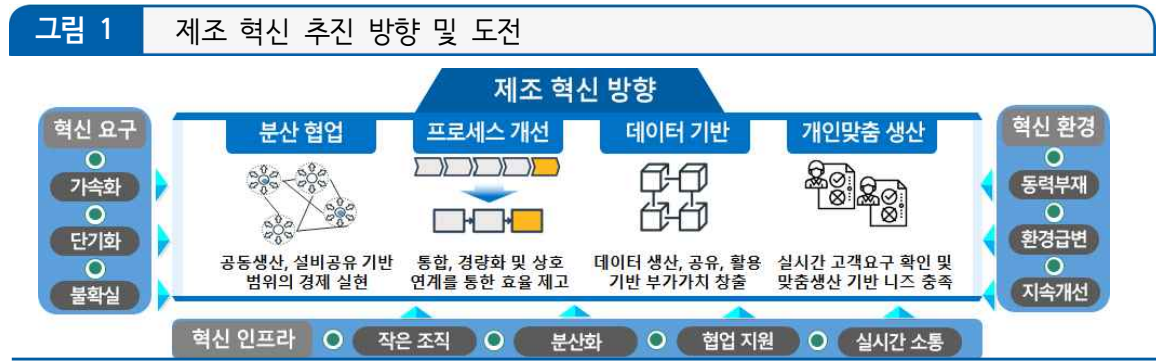 그림 1 제조 혁신 추진 방향 및 도전
제조 혁신 방향
혁신 요구
가속화
단기화
불확실
분산 협업
공동생산, 설비공유 기반
범위의 경제 실현
프로세스 개선
통합, 경량화 및 상호
연계를 통한 효율 제고
데이터 기반
데이터 생산, 공유, 활용
기반 부가가치 창출
개인맞춤 생산
실시간 고객요구 확인 및
맞춤생산 기반 니즈 충족
혁신 환경
동력부재
환경급변
지속개선
혁신 인프라 작은 조직 분산화 협업 지원 실시간 소통